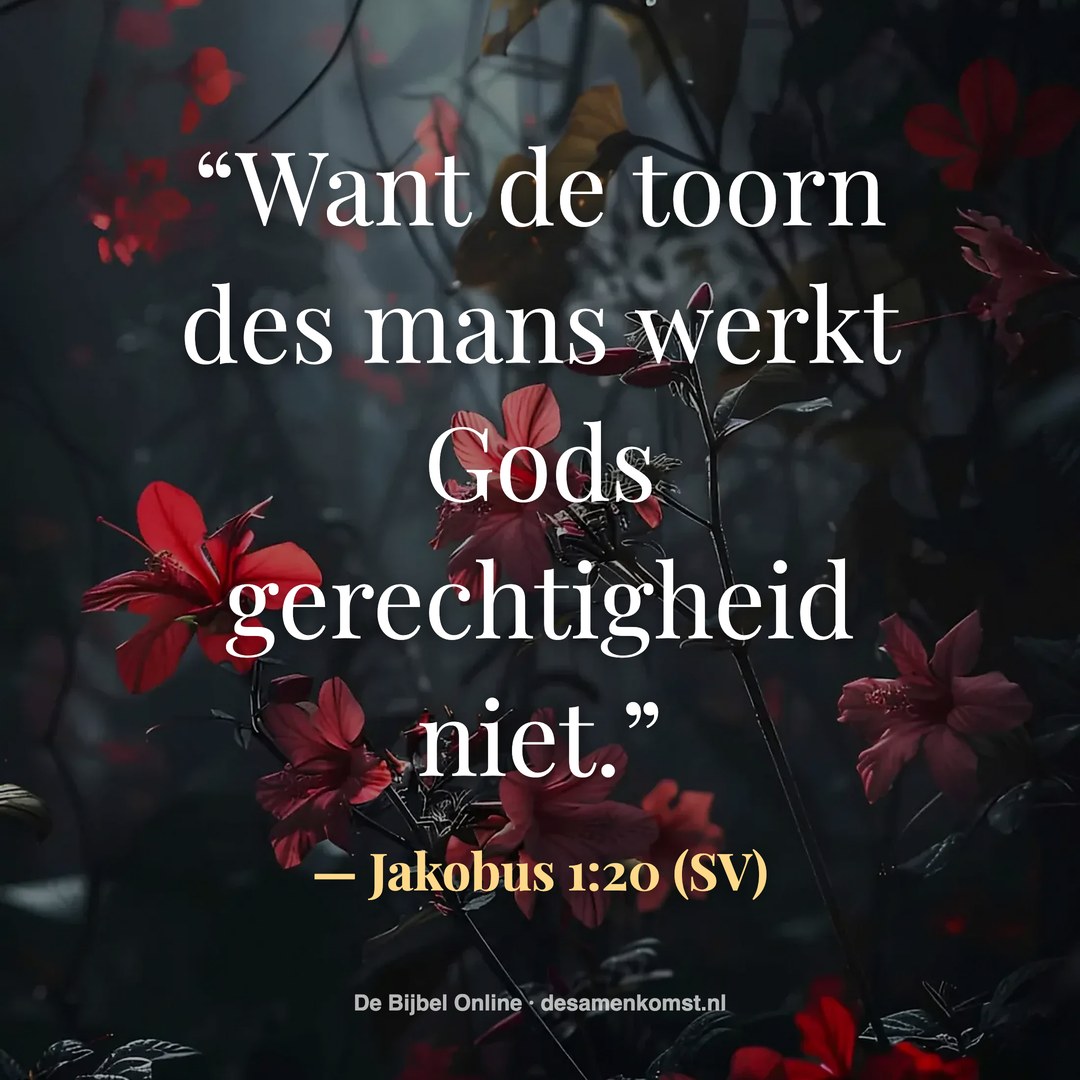 “Want de toorn
des mans werkt
Gods
gerechtigheid
niet.”
— Jakobus 1:20 (SV)
De Bijbel Online · desamenkomst.nl